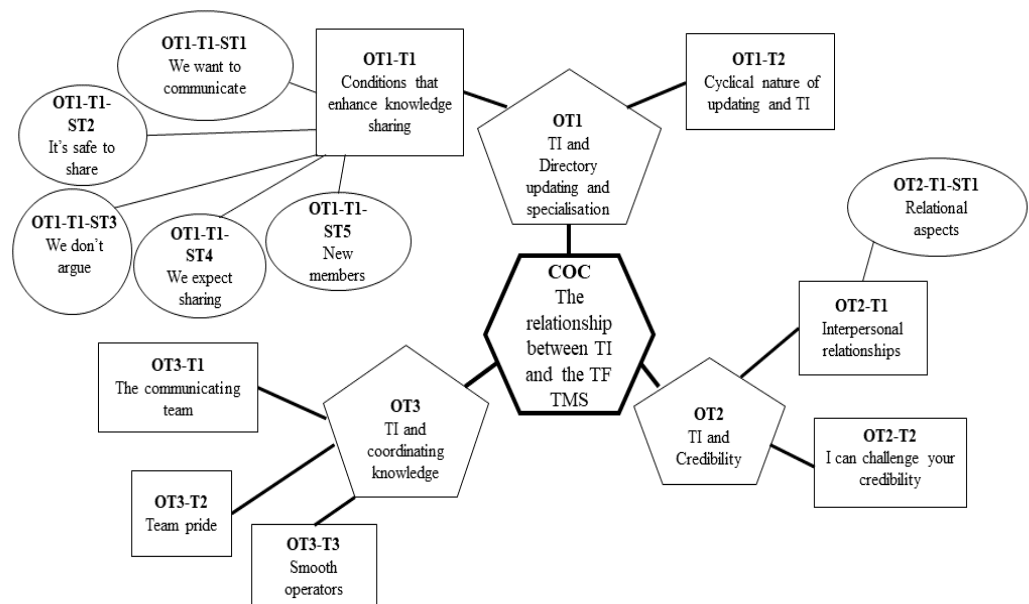 OT1-T1-ST1
We want to
communicate
OT1-T1-
ST2
It’s safe to
share
OT1-T1-ST3
We don’t
argue
OT1-T1-
ST4
We expect
sharing
OT1-T1-
ST5
New
members
OT1-T1
Conditions that
enhance knowledge
sharing
OT1
TI and
Directory
updating and
specialisation
OT1-T2
Cyclical nature of
updating and TI
OT2-T1-ST1
Relational
aspects
OT2-T1
Interpersonal
relationships
COC
The
relationship
between TI
and the TF
TMS
OT2
TI and
Credibility
OT2-T2
I can challenge your
credibility
OT3
TI and
coordinating
knowledge
OT3-T1
The communicating
team
OT3-T2
Team pride
OT3-T3
Smooth
operators